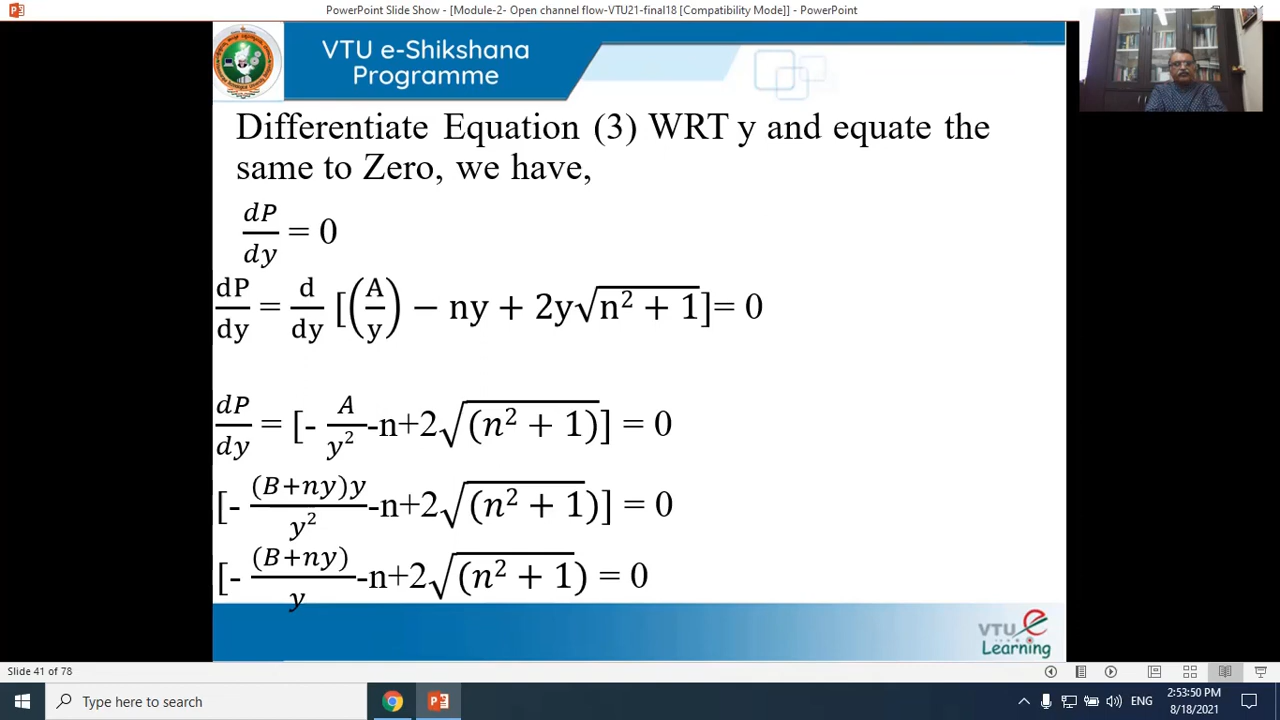 PowerPoint Slide Show - [Module-2- Open channel flow-VTU21-final18 [Compatibility Mode]] - PowerPoint
VTU e-Shikshana
Programme
Differentiate Equation (3) WRT y and equate the
same to Zero, we have,
dP/dy = 0
dP/dy = d/dy [(A/y) − ny + 2y√(n² + 1)]= 0
dP/dy = [- A/y² -n+2√((n² + 1))] = 0
[- (B+ny)y/y² -n+2√(n² + 1)] = 0
[- (B+ny)/y -n+2√(n² + 1) = 0
VTU e
Learning
Slide 41 of 78
Type here to search
ENG
2:53:50 PM
8/18/2021